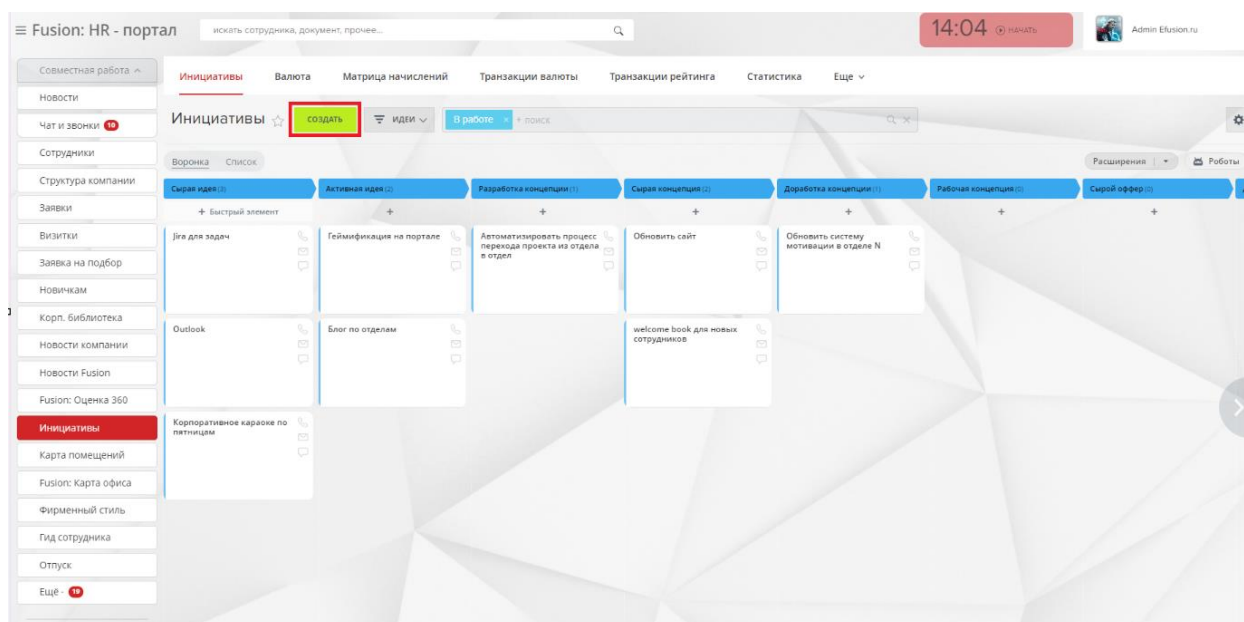 Fusion: HR - портал
искать сотрудника, документ, прочее...
14:04 НАЧАТЬ
Admin Efusion.ru
Совместная работа
Новости
Чат и звонки 10
Сотрудники
Структура компании
Заявки
Визитки
Заявка на подбор
Новичкам
Корп. библиотека
Новости компании
Новости Fusion
Fusion: Оценка 360
Инициативы
Карта помещений
Fusion: Карта офиса
Фирменный стиль
Гид сотрудника
Отпуск
Ещё - 19
Инициативы Валюта Матрица начислений Транзакции валюты Транзакции рейтинга Статистика Еще
Инициативы СОЗДАТЬ ИДЕИ В работе × + поиск
Воронка Список
Расширения Роботы
Сырая идея (3) Активная идея (2) Разработка концепции (1) Сырая концепция (2) Доработка концепции (1) Рабочая концепция (0) Сырой оффер (0)
+ Быстрый элемент + + + + + +
Jira для задач
Outlook
Корпоративное караоке по
пятницам
Геймификация на портале
Блог по отделам
Автоматизировать процесс
перехода проекта из отдела
в отдел
Обновить сайт
welcome book для новых
сотрудников
Обновить систему
мотивации в отделе N